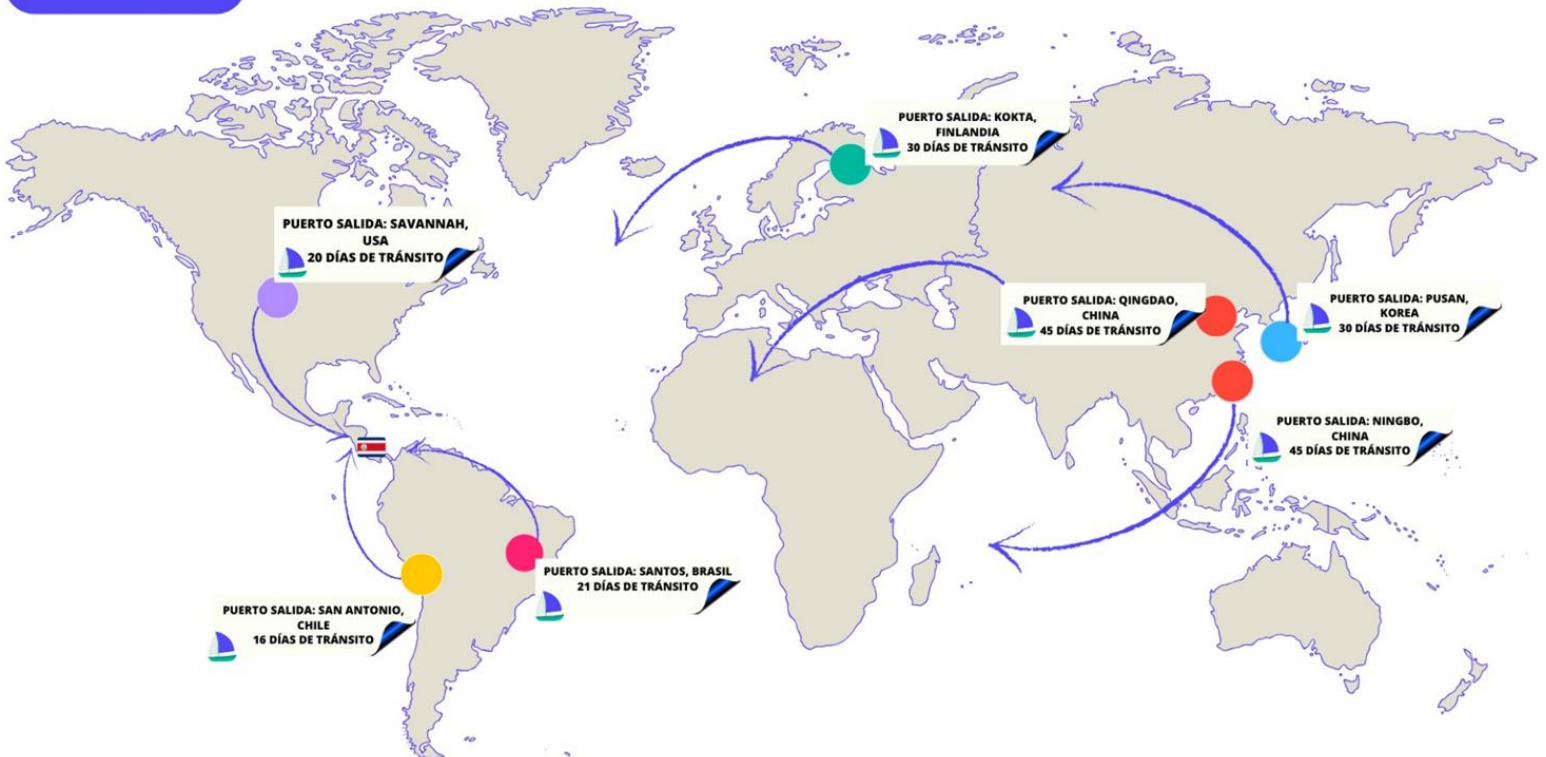 PUERTO SALIDA: KOKTA,
FINLANDIA
30 DÍAS DE TRÁNSITO
PUERTO SALIDA: SAVANNAH,
USA
20 DÍAS DE TRÁNSITO
PUERTO SALIDA: QINGDAO,
CHINA
45 DÍAS DE TRÁNSITO
PUERTO SALIDA: PUSAN,
KOREA
30 DÍAS DE TRÁNSITO
PUERTO SALIDA: NINGBO,
CHINA
45 DÍAS DE TRÁNSITO
PUERTO SALIDA: SANTOS, BRASIL
21 DÍAS DE TRÁNSITO
PUERTO SALIDA: SAN ANTONIO,
CHILE
16 DÍAS DE TRÁNSITO